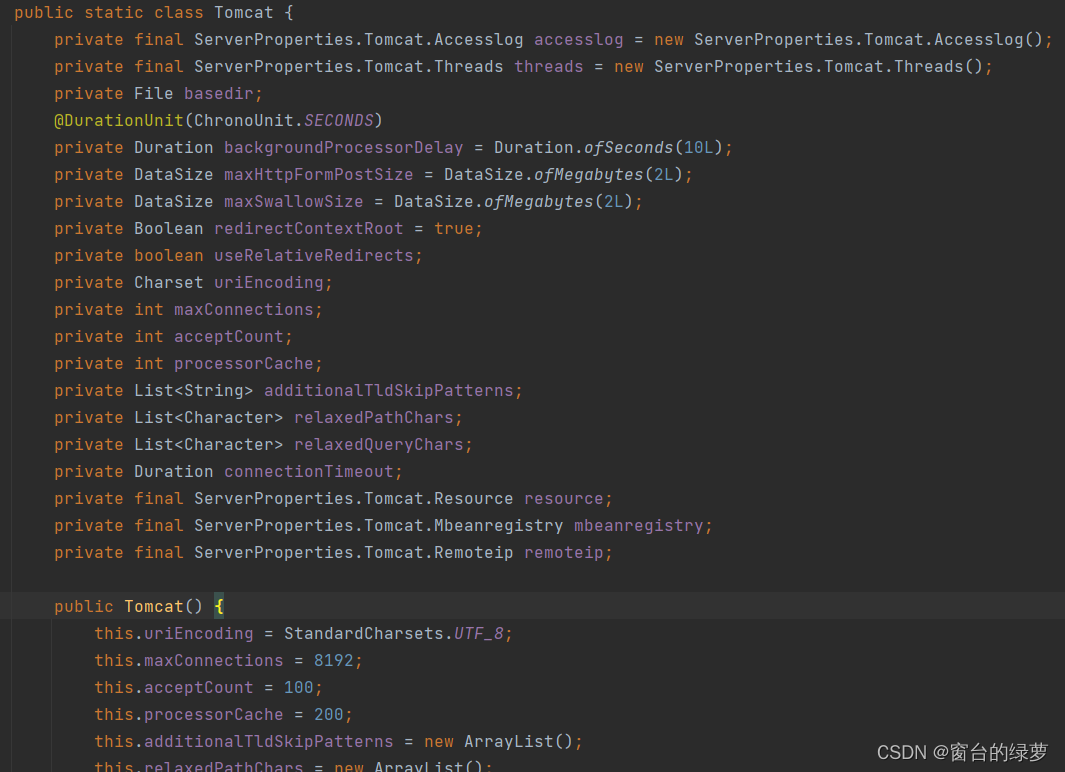 public static class Tomcat {
private final ServerProperties.Tomcat.Accesslog accesslog = new ServerProperties.Tomcat.Accesslog();
private final ServerProperties.Tomcat.Threads threads = new ServerProperties.Tomcat.Threads();
private File basedir;
@DurationUnit(ChronoUnit.SECONDS)
private Duration backgroundProcessorDelay = Duration.ofSeconds(10L);
private DataSize maxHttpFormPostSize = DataSize.ofMegabytes(2L);
private DataSize maxSwallowSize = DataSize.ofMegabytes(2L);
private Boolean redirectContextRoot = true;
private boolean useRelativeRedirects;
private Charset uriEncoding;
private int maxConnections;
private int acceptCount;
private int processorCache;
private List<String> additionalTldSkipPatterns;
private List<Character> relaxedPathChars;
private List<Character> relaxedQueryChars;
private Duration connectionTimeout;
private final ServerProperties.Tomcat.Resource resource;
private final ServerProperties.Tomcat.Mbeanregistry mbeanregistry;
private final ServerProperties.Tomcat.Remoteip remoteip;
public Tomcat() {
this.uriEncoding = StandardCharsets.UTF_8;
this.maxConnections = 8192;
this.acceptCount = 100;
this.processorCache = 200;
this.additionalTldSkipPatterns = new ArrayList();
this.relaxedPathChars = new ArrayList();
CSDN @窗台的绿萝